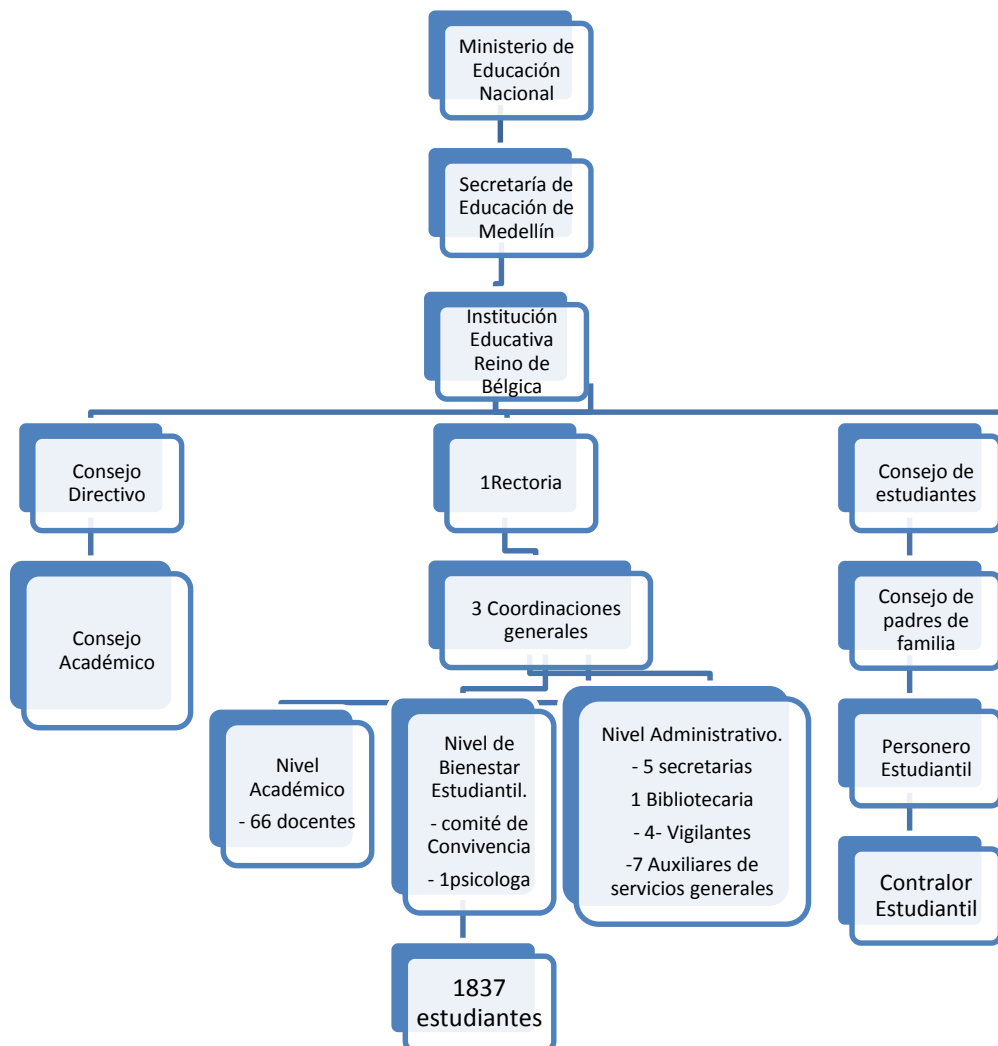 Ministerio de
Educación
Nacional
Secretaría de
Educación de
Medellín
Institución
Educativa
Reino de
Bélgica
Consejo
Directivo
1Rectoria
Consejo de
estudiantes
Consejo
Académico
3 Coordinaciones
generales
Consejo de
padres de
familia
Nivel
Académico
- 66 docentes
Nivel de
Bienestar
Estudiantil.
- comité de
Convivencia
- 1psicologa
Nivel Administrativo.
- 5 secretarias
1 Bibliotecaria
- 4- Vigilantes
-7 Auxiliares de
servicios generales
Personero
Estudiantil
Contralor
Estudiantil
1837
estudiantes